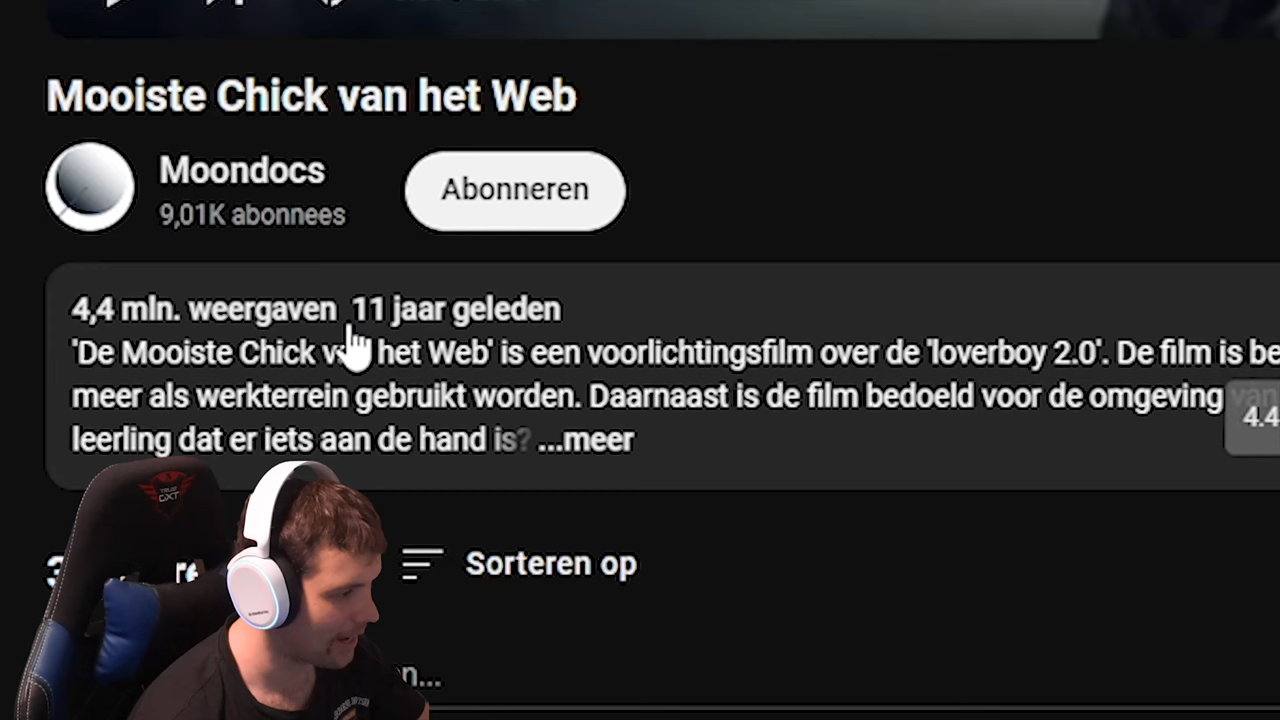 Mooiste Chick van het Web
Moondocs
9,01K abonnees
Abonneren
4,4 mln. weergaven 11 jaar geleden
'De Mooiste Chick het Web' is een voorlichtingsfilm over de 'loverboy 2.0'. De film is
meer als werkterrein gebruikt worden. Daarnaast is de film bedoeld voor de omgeving van
4.4
leerling dat er iets aan de hand is? ...meer
TRUST
GXT
Sorteren op